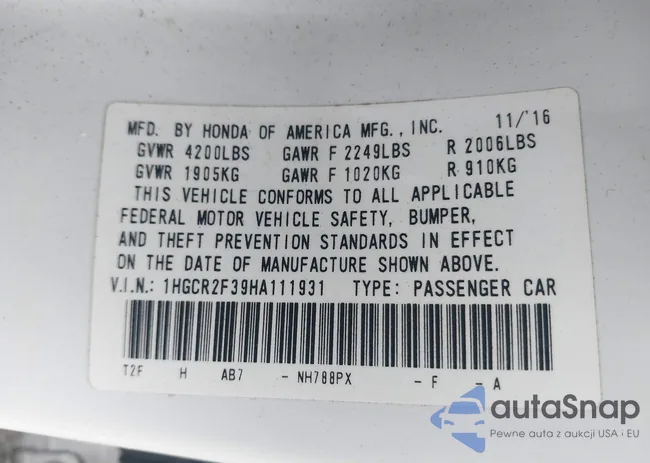 MFD. BY HONDA OF AMERICA MFG., INC. 11/'16
GVWR 4200LBS GAWR F 2249LBS R 2006LBS
GVWR 1905KG GAWR F 1020KG R 910KG
THIS VEHICLE CONFORMS TO ALL APPLICABLE
FEDERAL MOTOR VEHICLE SAFETY, BUMPER,
AND THEFT PREVENTION STANDARDS IN EFFECT
ON THE DATE OF MANUFACTURE SHOWN ABOVE.
V.I.N.: 1HGCR2F39HA111931 TYPE: PASSENGER CAR
T2F H AB7 - NH788PX - F - A
autaSnap
Pewne auta z aukcji USA i EU